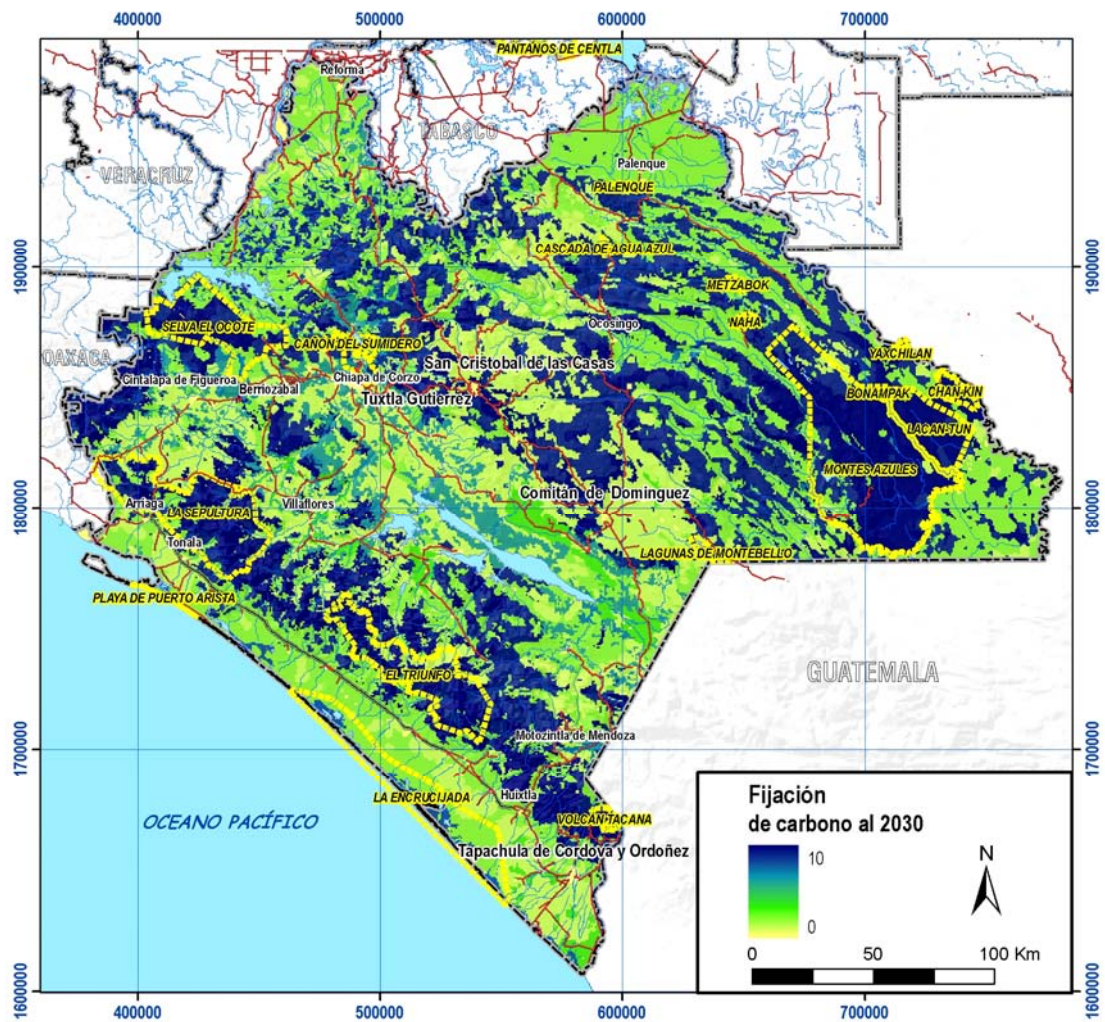 400000
500000
600000
700000
PANTANOS DE CENTLA
Reforma
TABASCO
VERACRUZ
Palenque
PALENQUE
CASCADA DE AGUA AZUL
1900000
1900000
METZABOK
NAHA
Ocosingo
SELVA EL OCOTE
CAÑON DEL SUMIDERO
YAXCHILAN
OAXACA
San Cristobal de las Casas
Cintalapa de Figueroa
Chiapa de Corzo
Berriozabal
BONAMPAK
CHAN-KIN
Tuxtla Gutierrez
LACAN-TUN
MONTES AZULES
Comitán de Dominguez
Arriaga
LA SEPULTURA
Villaflores
1800000
1800000
Tonala
LAGUNAS DE MONTEBELLO
PLAYA DE PUERTO ARISTA
GUATEMALA
EL TRIUNFO
Motozintla de Mendoza
1700000
1700000
LA ENCRUCIJADA
Huixtla
OCEANO PACÍFICO
VOLCÁN TACANA
Tapachula de Cordova y Ordoñez
Fijación
de carbono al 2030
10
0
N
0 50 100 Km
1600000
1600000
400000
500000
600000
700000